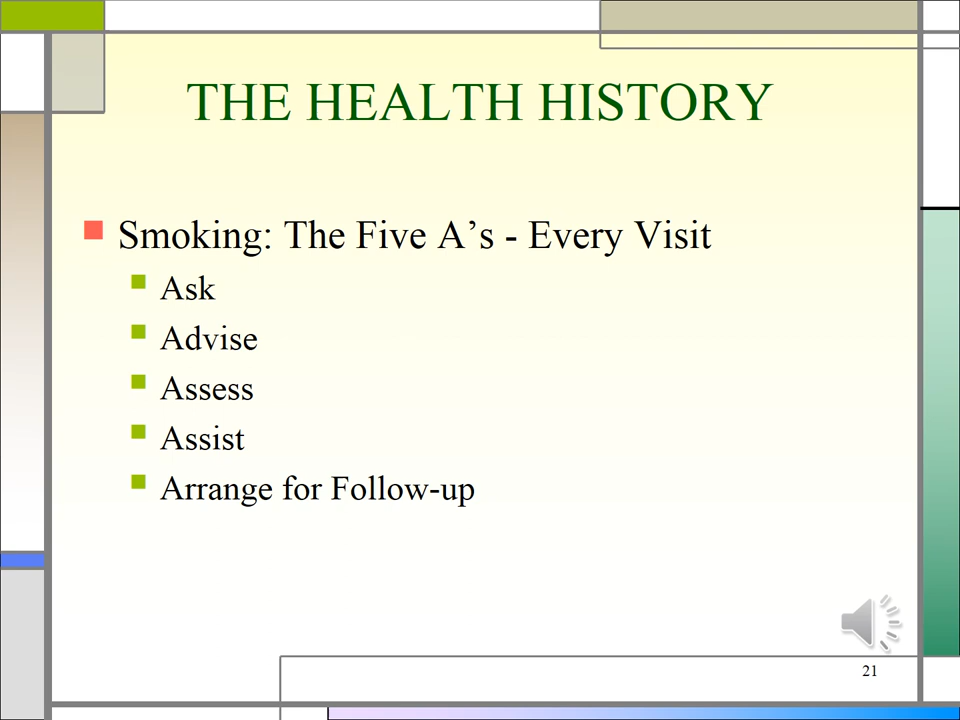 THE HEALTH HISTORY
Smoking: The Five A’s - Every Visit
Ask
Advise
Assess
Assist
Arrange for Follow-up
21